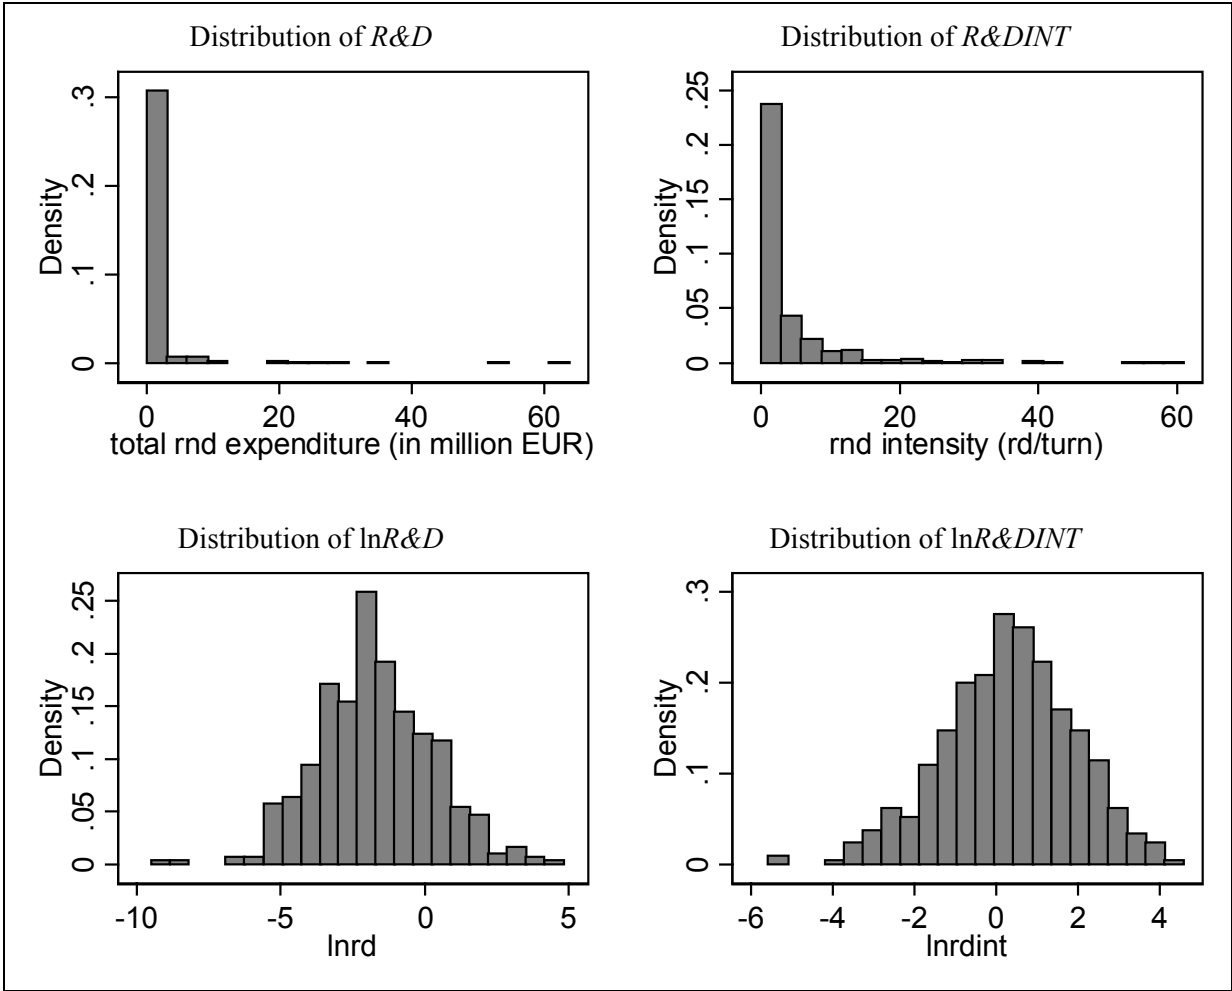 Distribution of R&D
Density
0 .1 .2 .3
0 20 40 60
total rnd expenditure (in million EUR)
Distribution of R&DINT
Density
0 .05 .1 .15 .2 .25
0 20 40 60
rnd intensity (rd/turn)
Distribution of lnR&D
Density
0 .05 .1 .15 .2 .25
-10 -5 0 5
lnrd
Distribution of lnR&DINT
Density
0 .1 .2 .3
-6 -4 -2 0 2 4
lnrdint